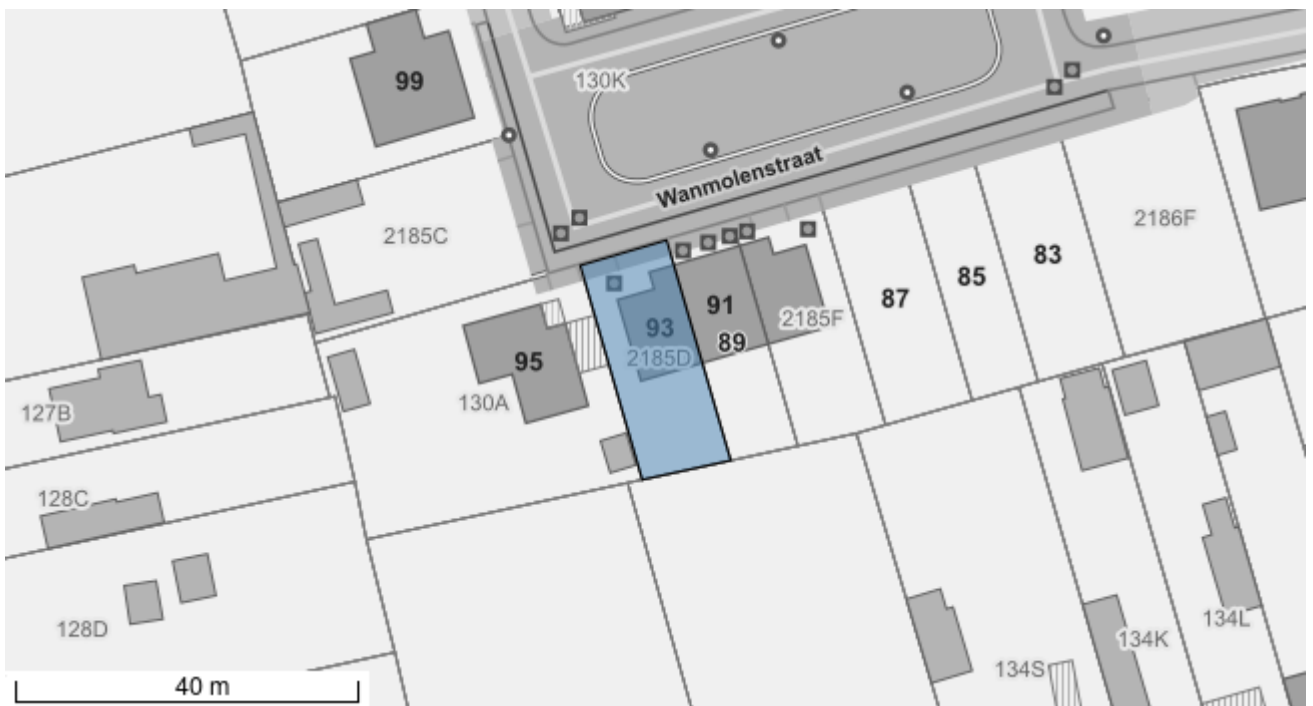 99
130K
Wanmolenstraat
2185C
2186F
83
85
87
91
2185F
93
89
2185D
95
130A
127B
128C
128D
134L
134K
134S
40 m